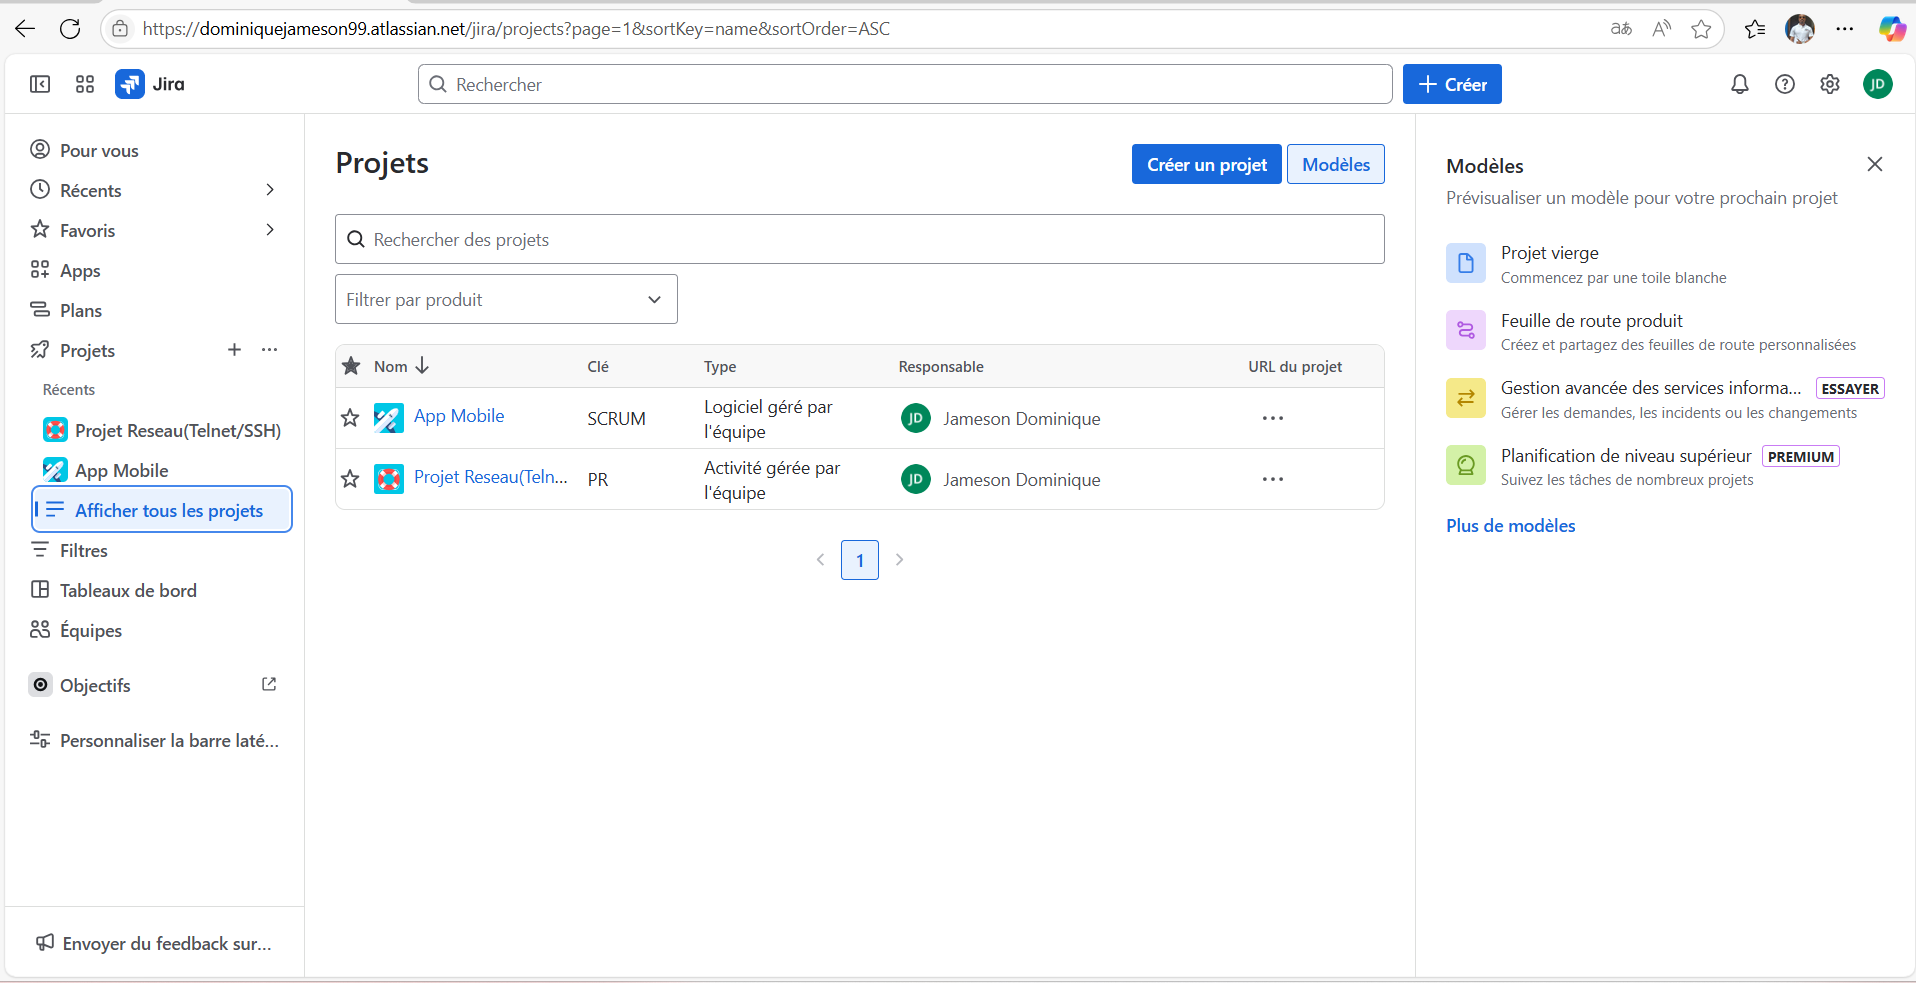 https://dominiquejameson99.atlassian.net/jira/projects?page=1&sortKey=name&sortOrder=ASC
Jira
Rechercher
Créer
JD
Pour vous
Récents
Favoris
Apps
Plans
Projets
Récents
Projet Reseau(Telnet/SSH)
App Mobile
Afficher tous les projets
Filtres
Tableaux de bord
Équipes
Objectifs
Personnaliser la barre laté...
Envoyer du feedback sur...
Projets
Créer un projet
Modèles
Rechercher des projets
Filtrer par produit
Nom Clé Type Responsable URL du projet
App Mobile SCRUM Logiciel géré par l'équipe JD Jameson Dominique
Projet Reseau(Teln... PR Activité gérée par l'équipe JD Jameson Dominique
1
Modèles
Prévisualiser un modèle pour votre prochain projet
Projet vierge
Commencez par une toile blanche
Feuille de route produit
Créez et partagez des feuilles de route personnalisées
Gestion avancée des services informa... ESSAYER
Gérer les demandes, les incidents ou les changements
Planification de niveau supérieur PREMIUM
Suivez les tâches de nombreux projets
Plus de modèles